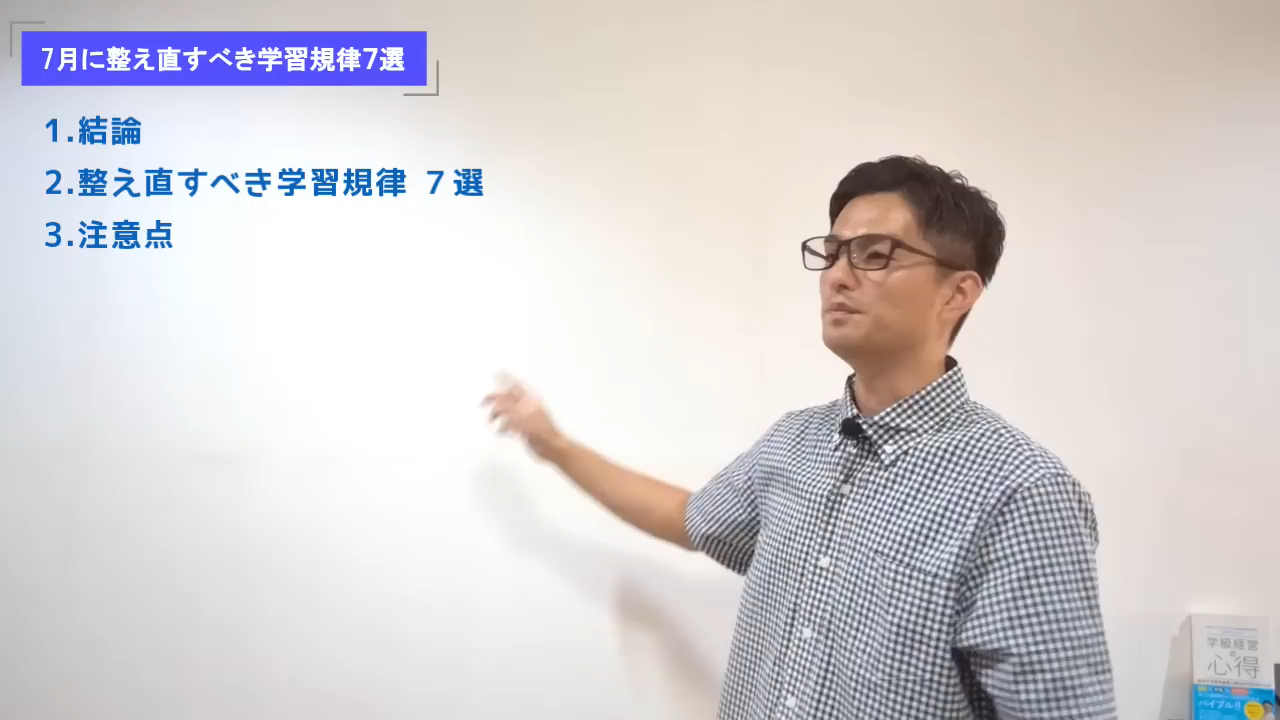 7月に整え直すべき学習規律7選
1.結論
2.整え直すべき学習規律 7選
3.注意点
学級経営
の
心得
バイブル!!